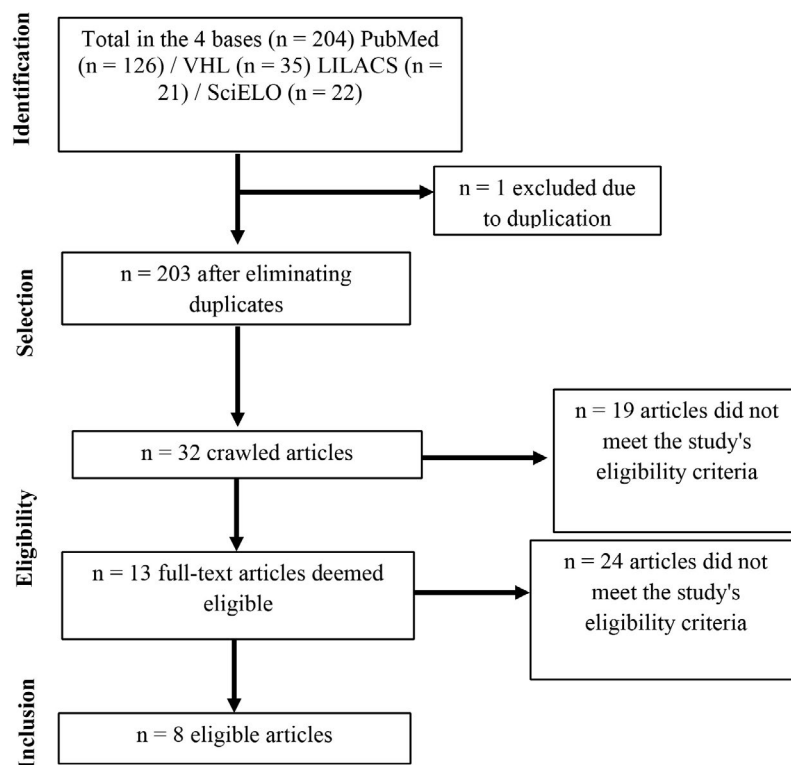 Identification
Total in the 4 bases (n = 204) PubMed
(n = 126) / VHL (n = 35) LILACS (n =
21) / SciELO (n = 22)
n = 1 excluded due
to duplication
Selection
n = 203 after eliminating
duplicates
n = 32 crawled articles
n = 19 articles did not
meet the study's
eligibility criteria
Eligibility
n = 13 full-text articles deemed
eligible
n = 24 articles did not
meet the study's
eligibility criteria
Inclusion
n = 8 eligible articles